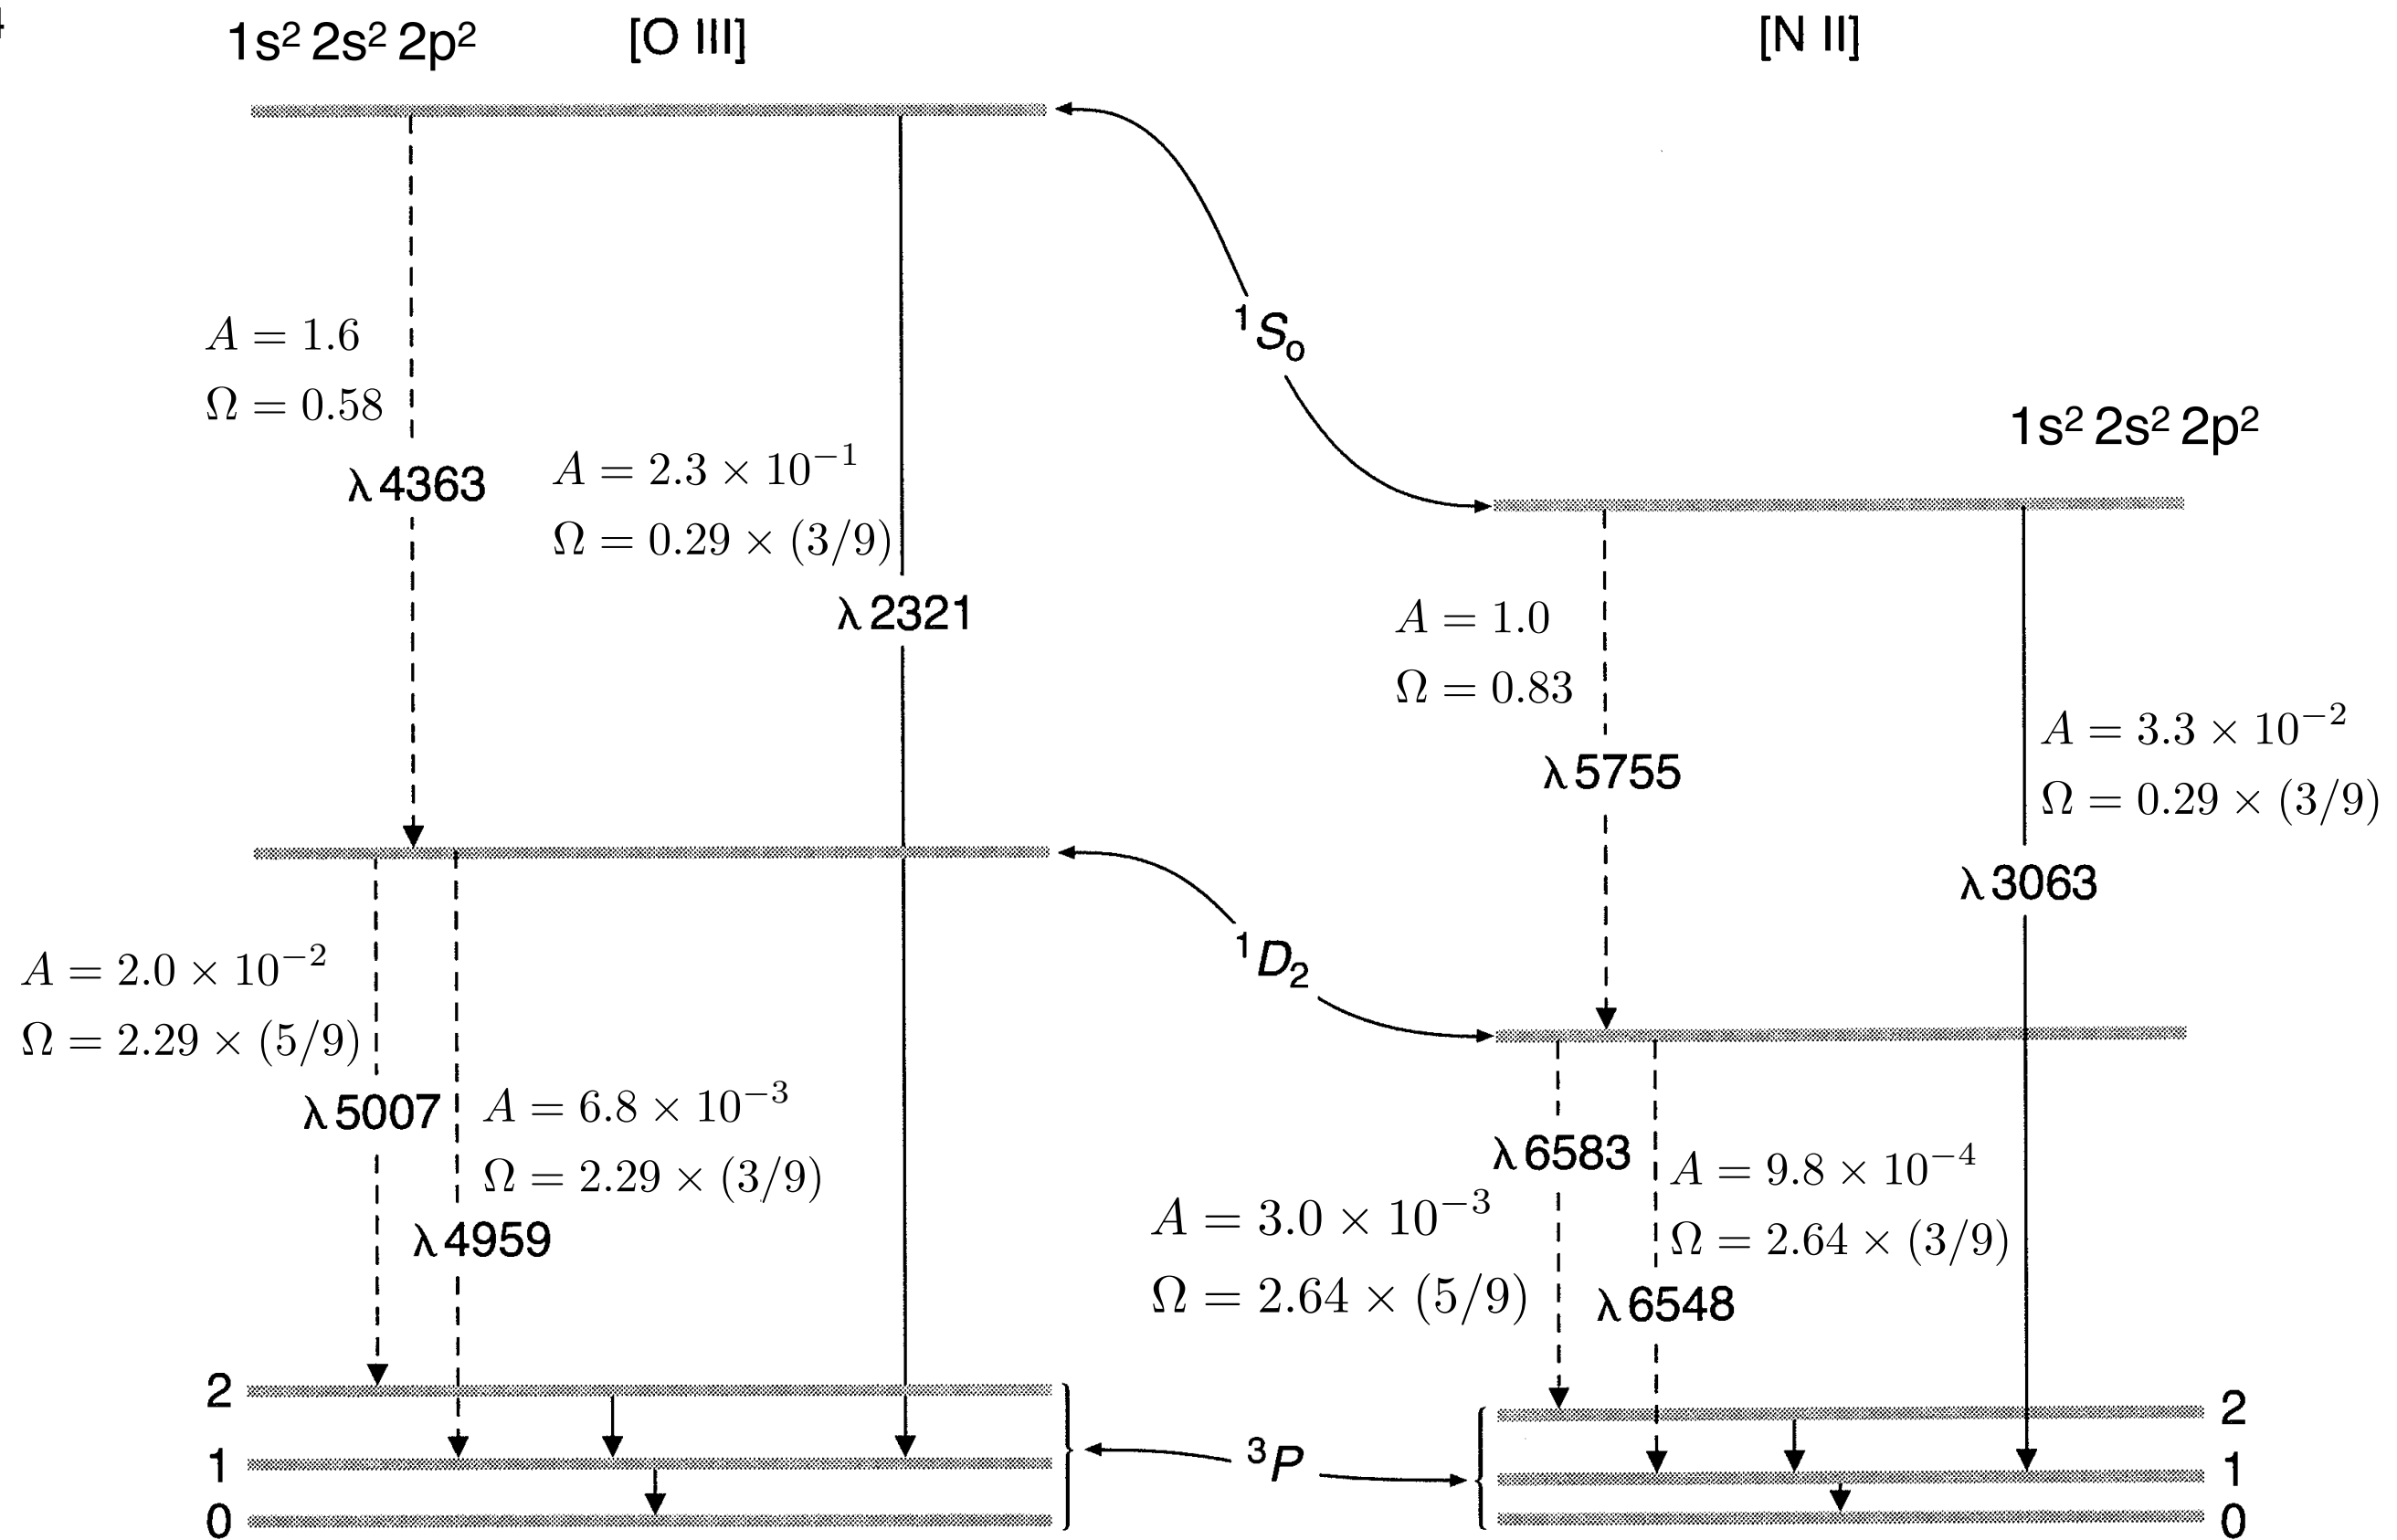 1s² 2s² 2p²
[O III]
[N II]
A = 1.6
Ω = 0.58
λ4363
A = 2.3 × 10⁻¹
Ω = 0.29 × (3/9)
λ2321
¹S₀
1s² 2s² 2p²
A = 1.0
Ω = 0.83
λ5755
A = 3.3 × 10⁻²
Ω = 0.29 × (3/9)
λ3063
¹D₂
A = 2.0 × 10⁻²
Ω = 2.29 × (5/9)
λ5007
A = 6.8 × 10⁻³
Ω = 2.29 × (3/9)
λ4959
λ6583
A = 3.0 × 10⁻³
Ω = 2.64 × (5/9)
A = 9.8 × 10⁻⁴
Ω = 2.64 × (3/9)
λ6548
2
1
0
³P
2
1
0